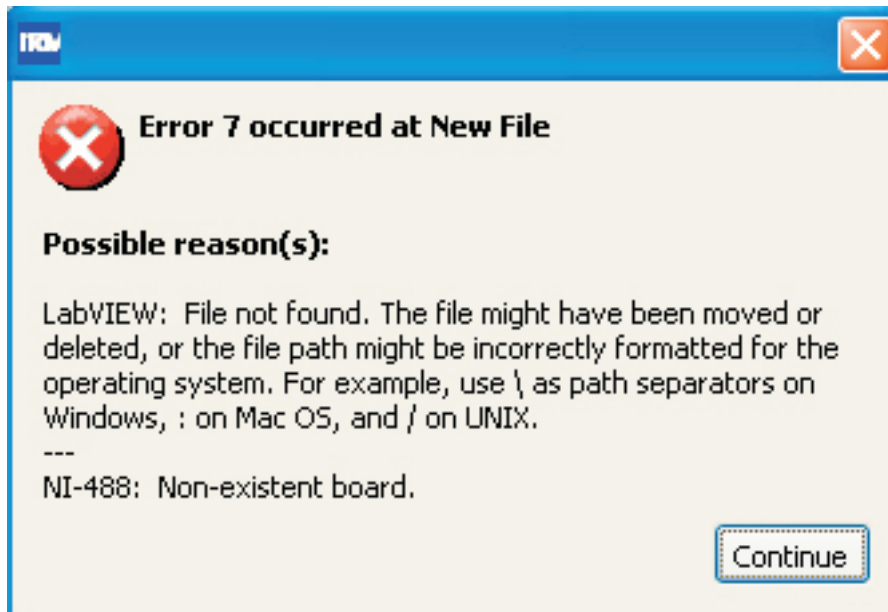 Error 7 occurred at New File
Possible reason(s):
LabVIEW:  File not found. The file might have been moved or
deleted, or the file path might be incorrectly formatted for the
operating system. For example, use \ as path separators on
Windows, : on Mac OS, and / on UNIX.
---
NI-488:  Non-existent board.
Continue